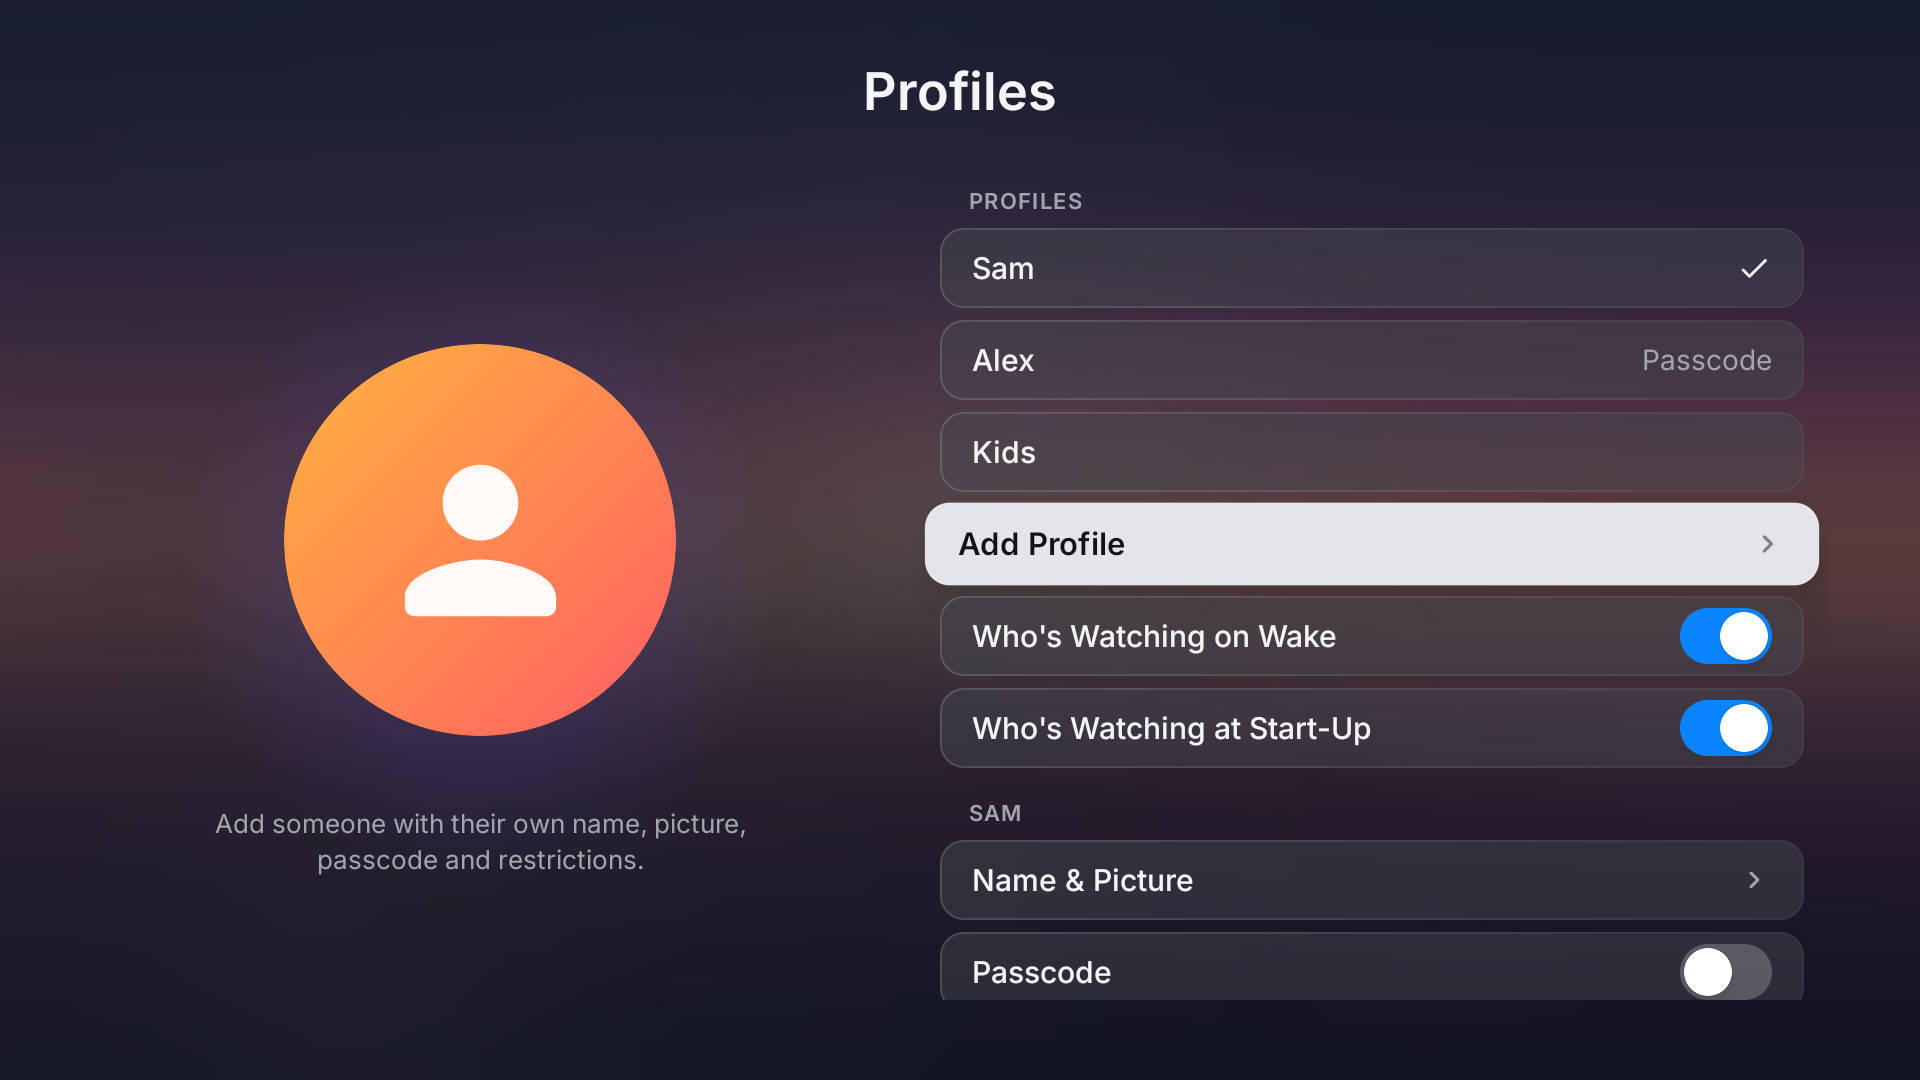 Profiles
PROFILES
Sam
Alex
Passcode
Kids
Add Profile
Who's Watching on Wake
Who's Watching at Start-Up
SAM
Name & Picture
Passcode
Add someone with their own name, picture,
passcode and restrictions.